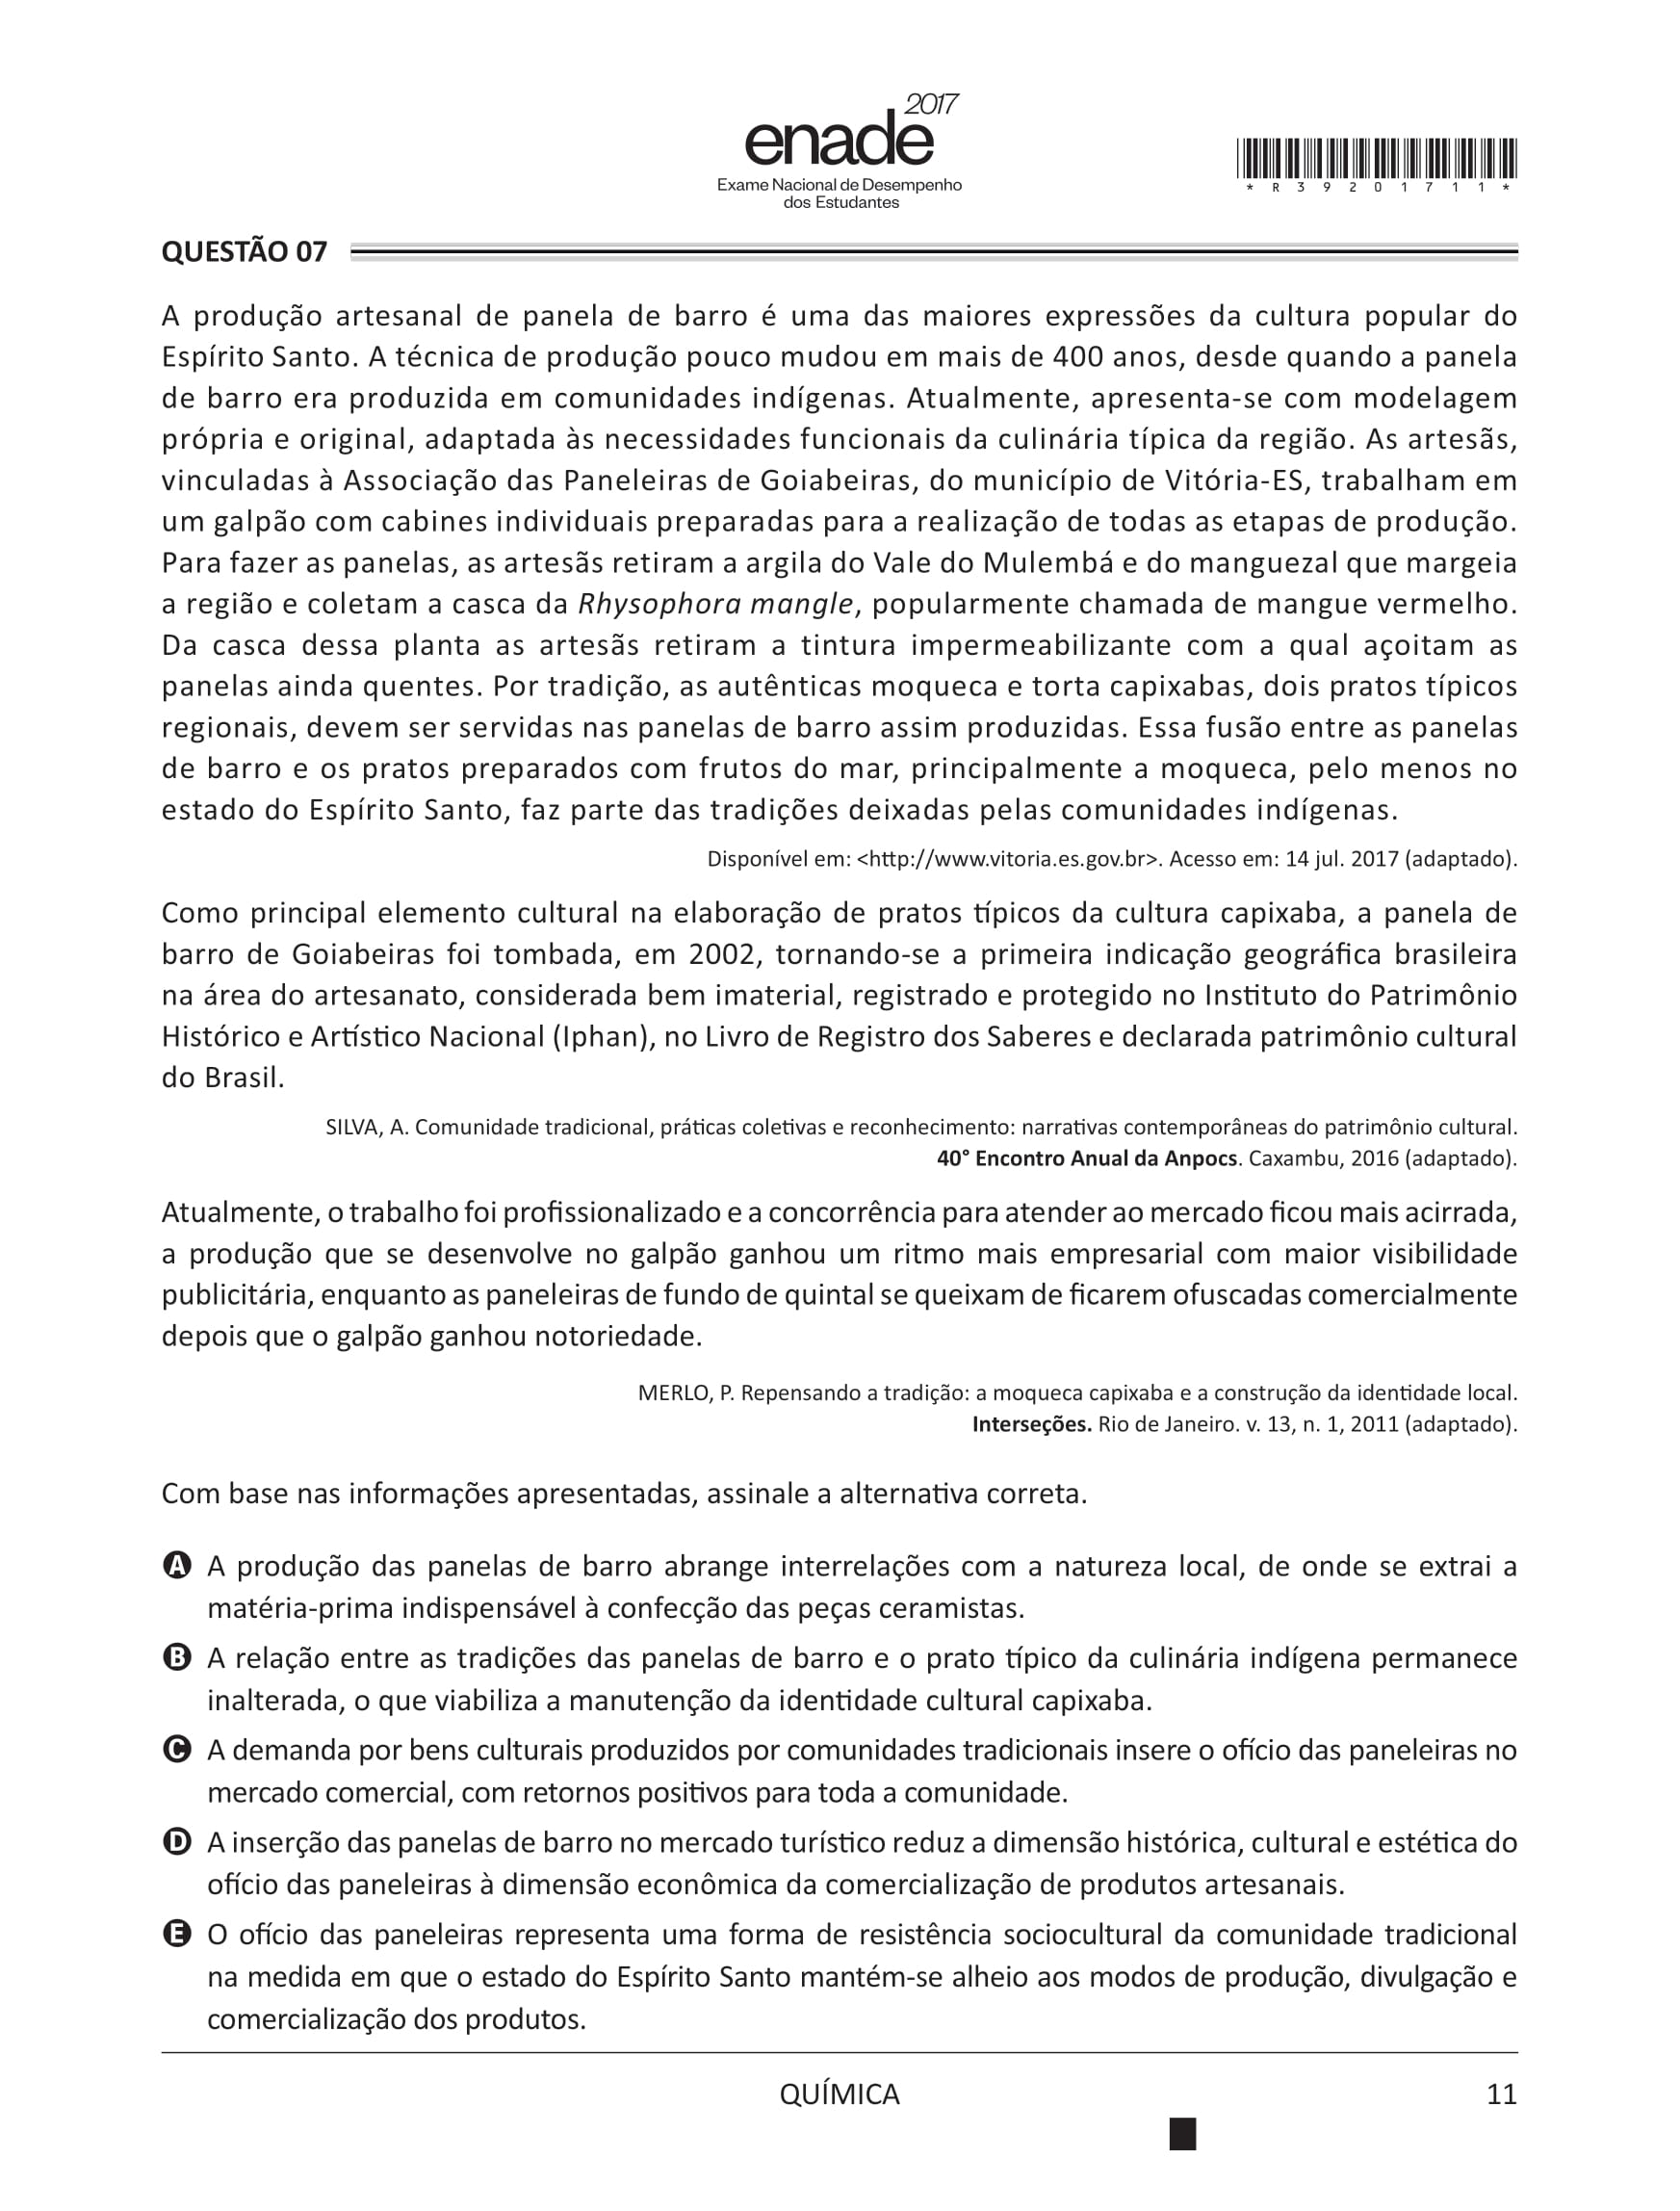 2017
enade
Exame Nacional de Desempenho
dos Estudantes
*R39201711*
QUESTÃO 07
A produção artesanal de panela de barro é uma das maiores expressões da cultura popular do
Espírito Santo. A técnica de produção pouco mudou em mais de 400 anos, desde quando a panela
de barro era produzida em comunidades indígenas. Atualmente, apresenta-se com modelagem
própria e original, adaptada às necessidades funcionais da culinária típica da região. As artesãs,
vinculadas à Associação das Paneleiras de Goiabeiras, do município de Vitória-ES, trabalham em
um galpão com cabines individuais preparadas para a realização de todas as etapas de produção.
Para fazer as panelas, as artesãs retiram a argila do Vale do Mulembá e do manguezal que margeia
a região e coletam a casca da Rhysophora mangle, popularmente chamada de mangue vermelho.
Da casca dessa planta as artesãs retiram a tintura impermeabilizante com a qual açoitam as
panelas ainda quentes. Por tradição, as autênticas moqueca e torta capixabas, dois pratos típicos
regionais, devem ser servidas nas panelas de barro assim produzidas. Essa fusão entre as panelas
de barro e os pratos preparados com frutos do mar, principalmente a moqueca, pelo menos no
estado do Espírito Santo, faz parte das tradições deixadas pelas comunidades indígenas.
Disponível em: <http://www.vitoria.es.gov.br>. Acesso em: 14 jul. 2017 (adaptado).
Como principal elemento cultural na elaboração de pratos típicos da cultura capixaba, a panela de
barro de Goiabeiras foi tombada, em 2002, tornando-se a primeira indicação geográfica brasileira
na área do artesanato, considerada bem imaterial, registrado e protegido no Instituto do Patrimônio
Histórico e Artístico Nacional (Iphan), no Livro de Registro dos Saberes e declarada patrimônio cultural
do Brasil.
SILVA, A. Comunidade tradicional, práticas coletivas e reconhecimento: narrativas contemporâneas do patrimônio cultural.
40° Encontro Anual da Anpocs. Caxambu, 2016 (adaptado).
Atualmente, o trabalho foi profissionalizado e a concorrência para atender ao mercado ficou mais acirrada,
a produção que se desenvolve no galpão ganhou um ritmo mais empresarial com maior visibilidade
publicitária, enquanto as paneleiras de fundo de quintal se queixam de ficarem ofuscadas comercialmente
depois que o galpão ganhou notoriedade.
MERLO, P. Repensando a tradição: a moqueca capixaba e a construção da identidade local.
Interseções. Rio de Janeiro. v. 13, n. 1, 2011 (adaptado).
Com base nas informações apresentadas, assinale a alternativa correta.
A A produção das panelas de barro abrange interrelações com a natureza local, de onde se extrai a
matéria-prima indispensável à confecção das peças ceramistas.
B A relação entre as tradições das panelas de barro e o prato típico da culinária indígena permanece
inalterada, o que viabiliza a manutenção da identidade cultural capixaba.
C A demanda por bens culturais produzidos por comunidades tradicionais insere o ofício das paneleiras no
mercado comercial, com retornos positivos para toda a comunidade.
D A inserção das panelas de barro no mercado turístico reduz a dimensão histórica, cultural e estética do
ofício das paneleiras à dimensão econômica da comercialização de produtos artesanais.
E O ofício das paneleiras representa uma forma de resistência sociocultural da comunidade tradicional
na medida em que o estado do Espírito Santo mantém-se alheio aos modos de produção, divulgação e
comercialização dos produtos.
QUÍMICA
11